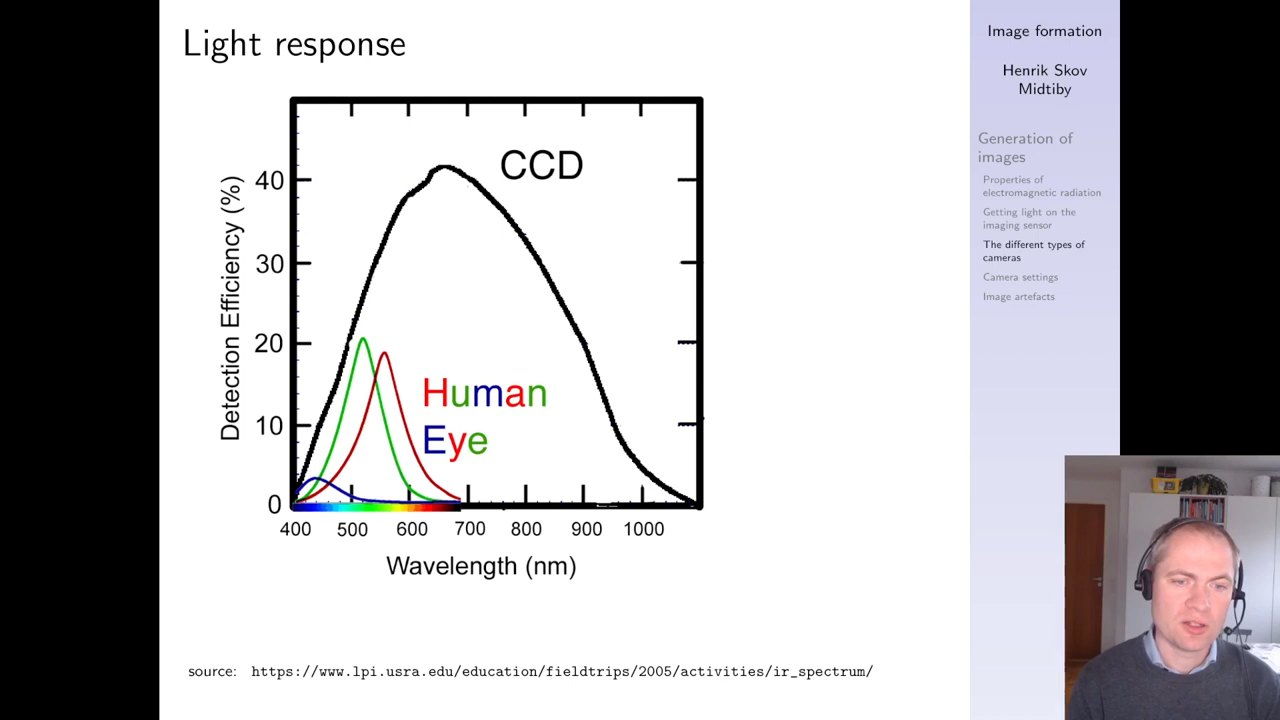 Light response
Image formation
Henrik Skov
Midtiby
Generation of
images
Properties of
electromagnetic radiation
Getting light on the
imaging sensor
The different types of
cameras
Camera settings
Image artefacts
CCD
Human
Eye
Detection Efficiency (%)
40
30
20
10
0
400 500 600 700 800 900 1000
Wavelength (nm)
source: https://www.lpi.usra.edu/education/fieldtrips/2005/activities/ir_spectrum/